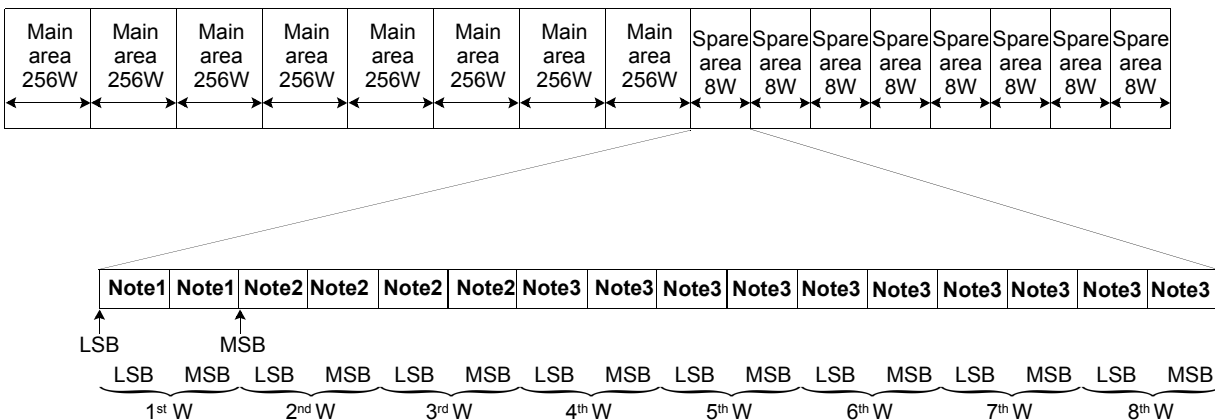 Main area 256W Main area 256W Main area 256W Main area 256W Main area 256W Main area 256W Main area 256W Main area 256W Spare area 8W Spare area 8W Spare area 8W Spare area 8W Spare area 8W Spare area 8W Spare area 8W Spare area 8W
Note1 Note1 Note2 Note2 Note2 Note2 Note3 Note3 Note3 Note3 Note3 Note3 Note3 Note3 Note3 Note3
LSB MSB
LSB MSB LSB MSB LSB MSB LSB MSB LSB MSB LSB MSB LSB MSB LSB MSB
1st W 2nd W 3rd W 4th W 5th W 6th W 7th W 8th W